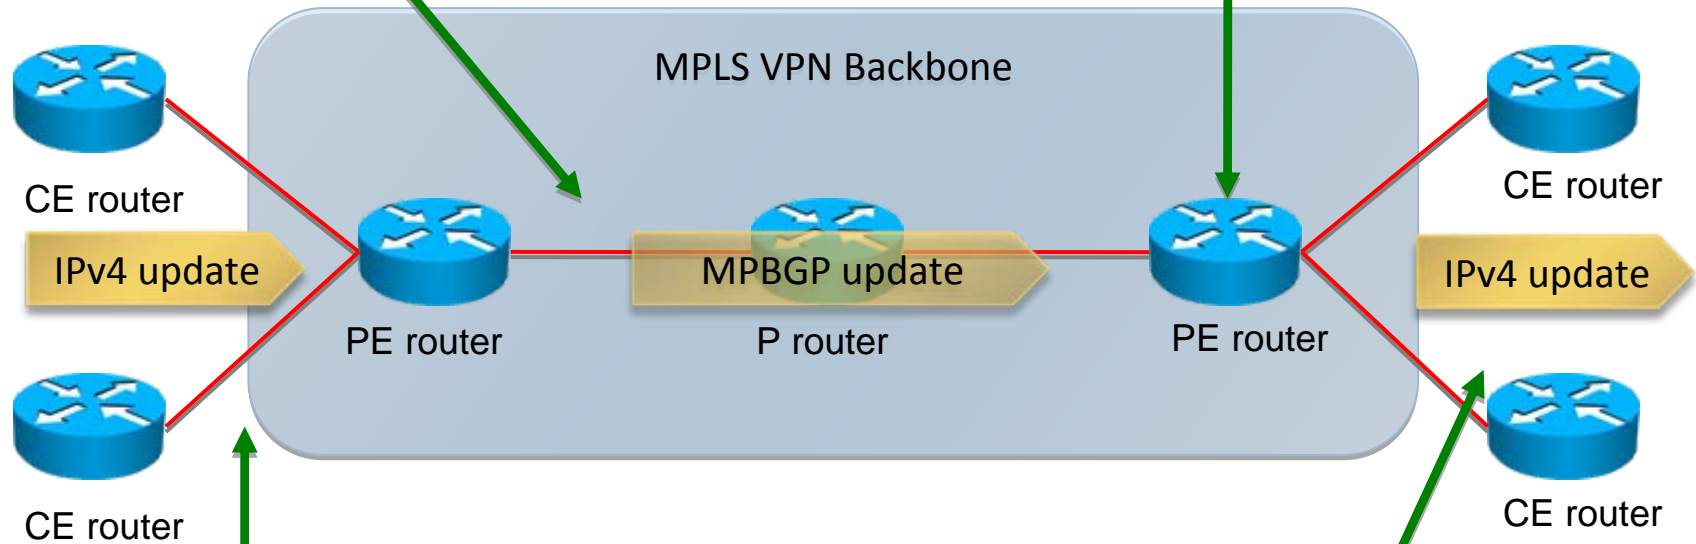 MPLS VPN Backbone
CE router
CE router
IPv4 update
MPBGP update
IPv4 update
PE router
P router
PE router
CE router
CE router